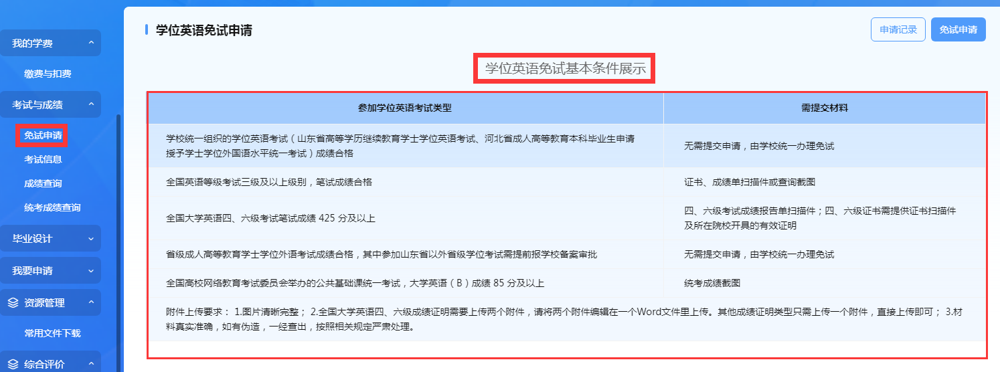 我的学费
缴费与扣费
考试与成绩
免试申请
考试信息
成绩查询
统考成绩查询
毕业设计
我要申请
资源管理
常用文件下载
综合评价
学位英语免试申请
申请记录
免试申请
学位英语免试基本条件展示
参加学位英语考试类型
需提交材料
学校统一组织的学位英语考试（山东省高等学历继续教育学士学位英语考试、河北省成人高等教育本科毕业生申请
授予学士学位外国语水平统一考试）成绩合格
无需提交申请，由学校统一办理免试
全国英语等级考试三级及以上级别，笔试成绩合格
证书、成绩单扫描件或查询截图
全国大学英语四、六级考试笔试成绩 425 分及以上
四、六级考试成绩报告单扫描件；四、六级证书需提供证书扫描件
及所在院校开具的有效证明
省级成人高等教育学士学位外语考试成绩合格，其中参加山东省以外省级学位考试需提前报学校备案审批
无需提交申请，由学校统一办理免试
全国高校网络教育考试委员会举办的公共基础课统一考试，大学英语（B）成绩 85 分及以上
统考成绩截图
附件上传要求： 1.图片清晰完整； 2.全国大学英语四、六级成绩证明需要上传两个附件，请将两个附件编辑在一个Word文件里上传。其他成绩证明类型只需上传一个附件，直接上传即可； 3.材
料真实准确，如有伪造，一经查出，按照相关规定严肃处理。